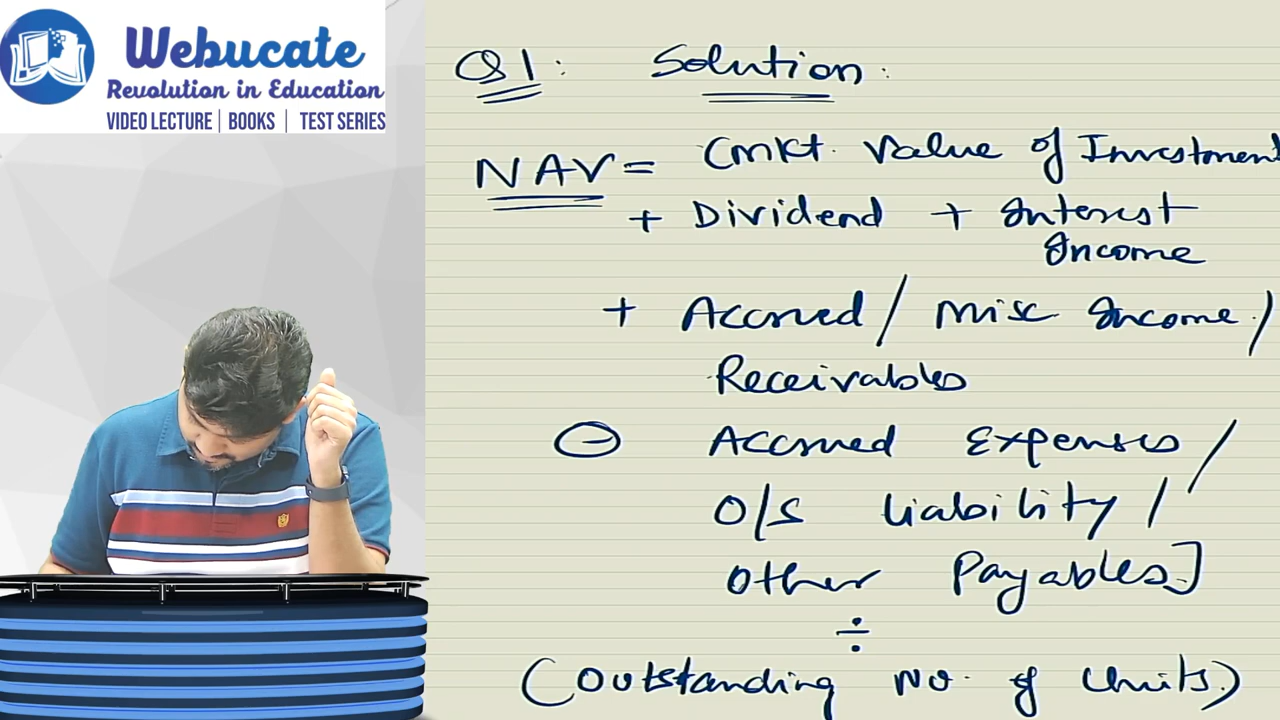 Webucate
Revolution in Education
VIDEO LECTURE | BOOKS | TEST SERIES
Q1: Solution:
NAV = [mkt. Value of Investment
+ Dividend + Interest
Income
+ Accrued / Misc Income /
Receivables
- Accrued Expenses /
O/S liability /
Other Payables]
÷
(Outstanding No. of Units.)